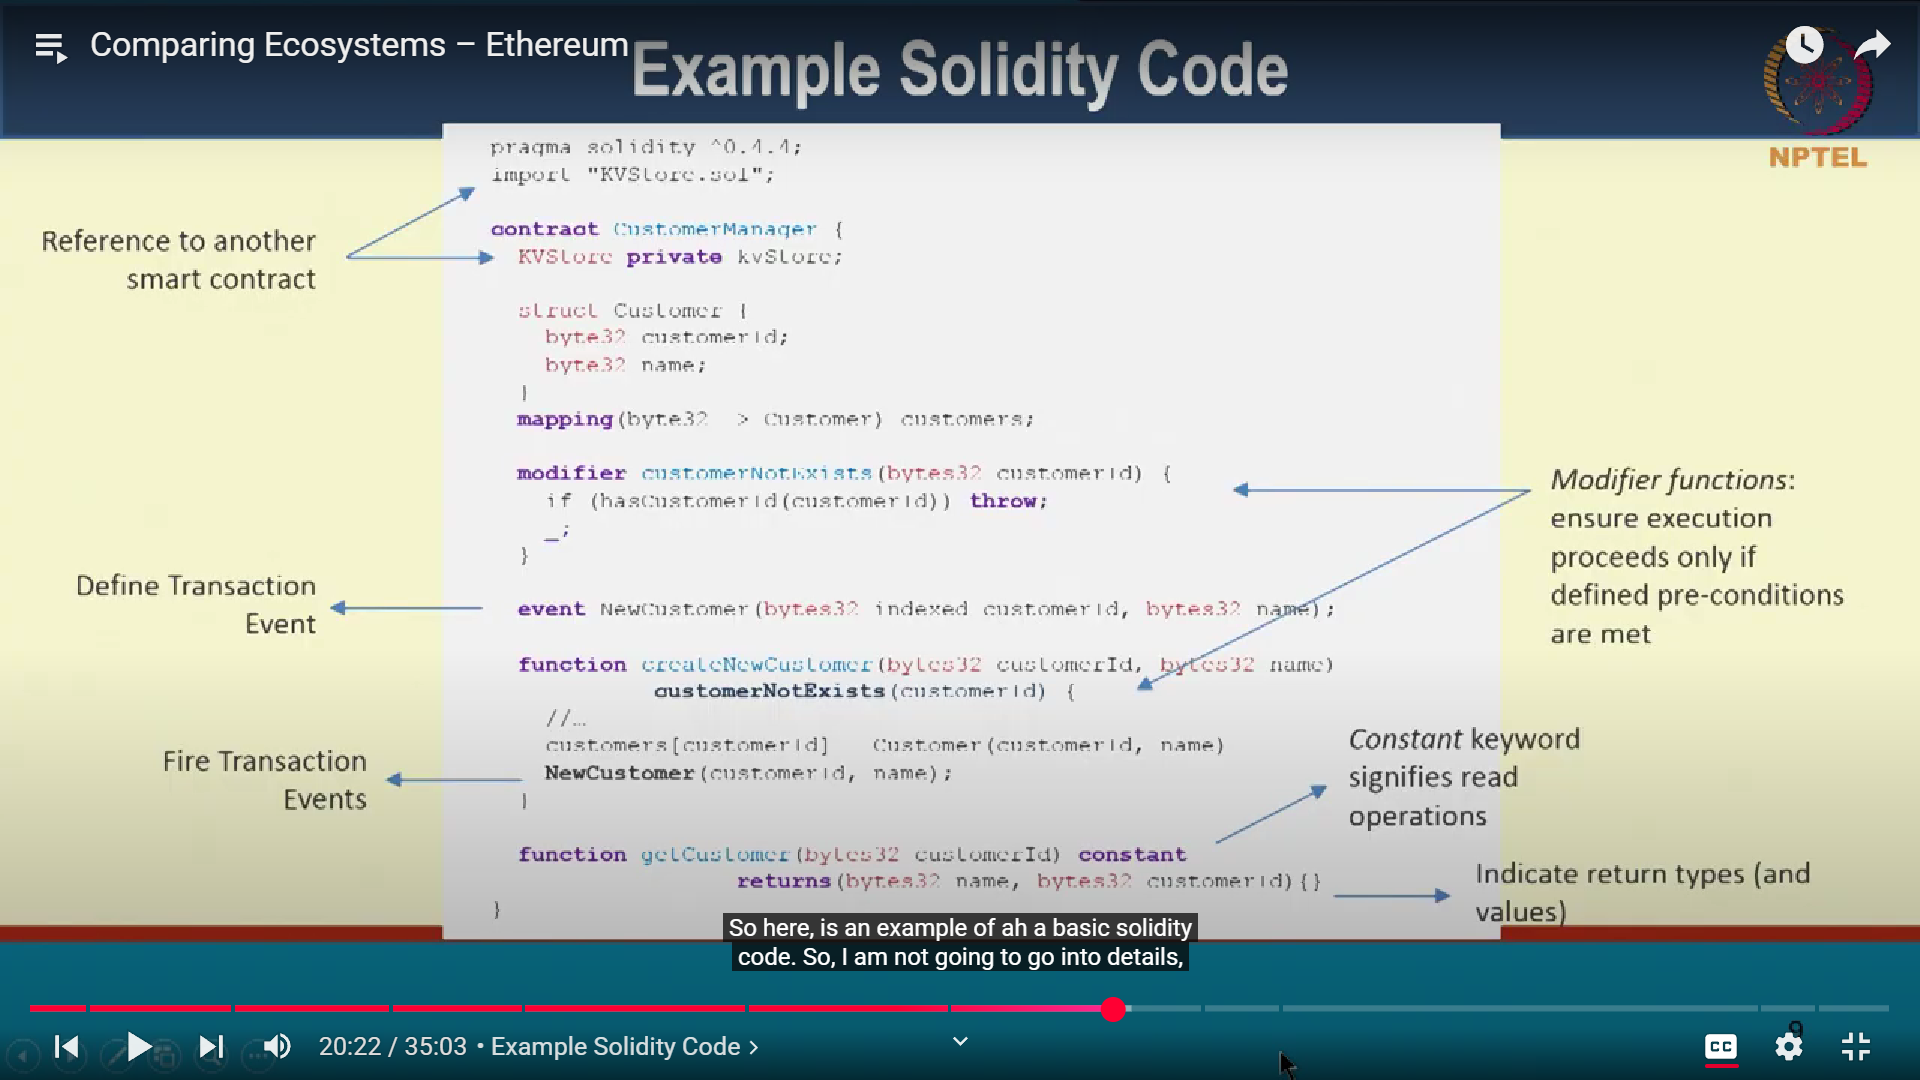 Comparing Ecosystems – Ethereum
Example Solidity Code
NPTEL
pragma solidity ^0.4.4;
import "KVStore.sol";
Reference to another
smart contract
contract CustomerManager {
KVStore private kvStore;
struct Customer {
byte32 customerId;
byte32 name;
}
mapping(byte32 > Customer) customers;
modifier customerNotExists(bytes32 customerId) {
if (hasCustomerId(customerId)) throw;
_;
}
Modifier functions:
ensure execution
proceeds only if
defined pre-conditions
are met
Define Transaction
Event
event NewCustomer(bytes32 indexed customerId, bytes32 name);
function createNewCustomer(bytes32 customerId, bytes32 name)
customerNotExists(customerId) {
//…
customers[customerId] Customer(customerId, name)
NewCustomer(customerId, name);
}
Fire Transaction
Events
Constant keyword
signifies read
operations
function getCustomer(bytes32 customerId) constant
returns(bytes32 name, bytes32 customerId){}
}
Indicate return types (and
values)
So here, is an example of ah a basic solidity
code. So, I am not going to go into details,
20:22 / 35:03 • Example Solidity Code >
CC
9